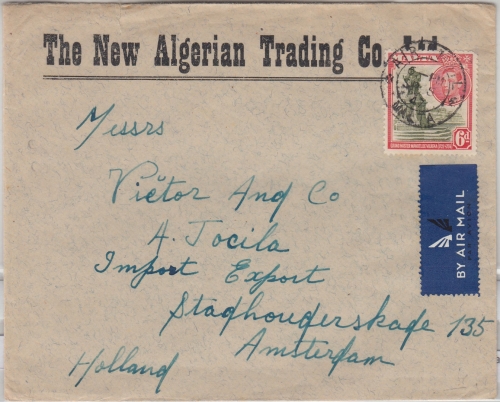 The New Algerian Trading Co. Ltd
Messrs
Victor And Co
A. Jocila
Import Export
Stadhouderskade 135
Amsterdam
Holland
6d
MALTA
BY AIR MAIL